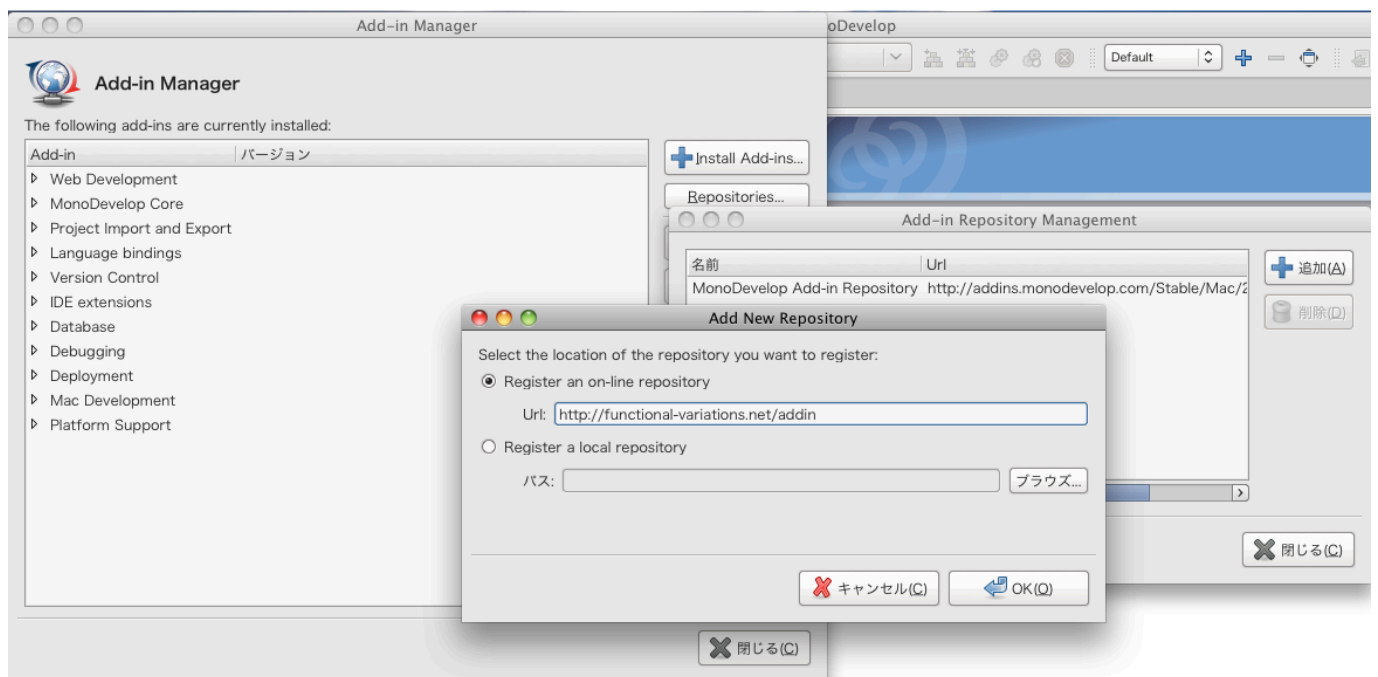 Add-in Manager
oDevelop
Default
Add-in Manager
The following add-ins are currently installed:
Add-in バージョン
Web Development
MonoDevelop Core
Project Import and Export
Language bindings
Version Control
IDE extensions
Database
Debugging
Deployment
Mac Development
Platform Support
Install Add-ins...
Repositories...
閉じる(C)
Add-in Repository Management
名前 Url
MonoDevelop Add-in Repository http://addins.monodevelop.com/Stable/Mac/2
追加(A)
削除(D)
閉じる(C)
Add New Repository
Select the location of the repository you want to register:
Register an on-line repository
Url: http://functional-variations.net/addin
Register a local repository
パス:
ブラウズ...
キャンセル(C)
OK(O)